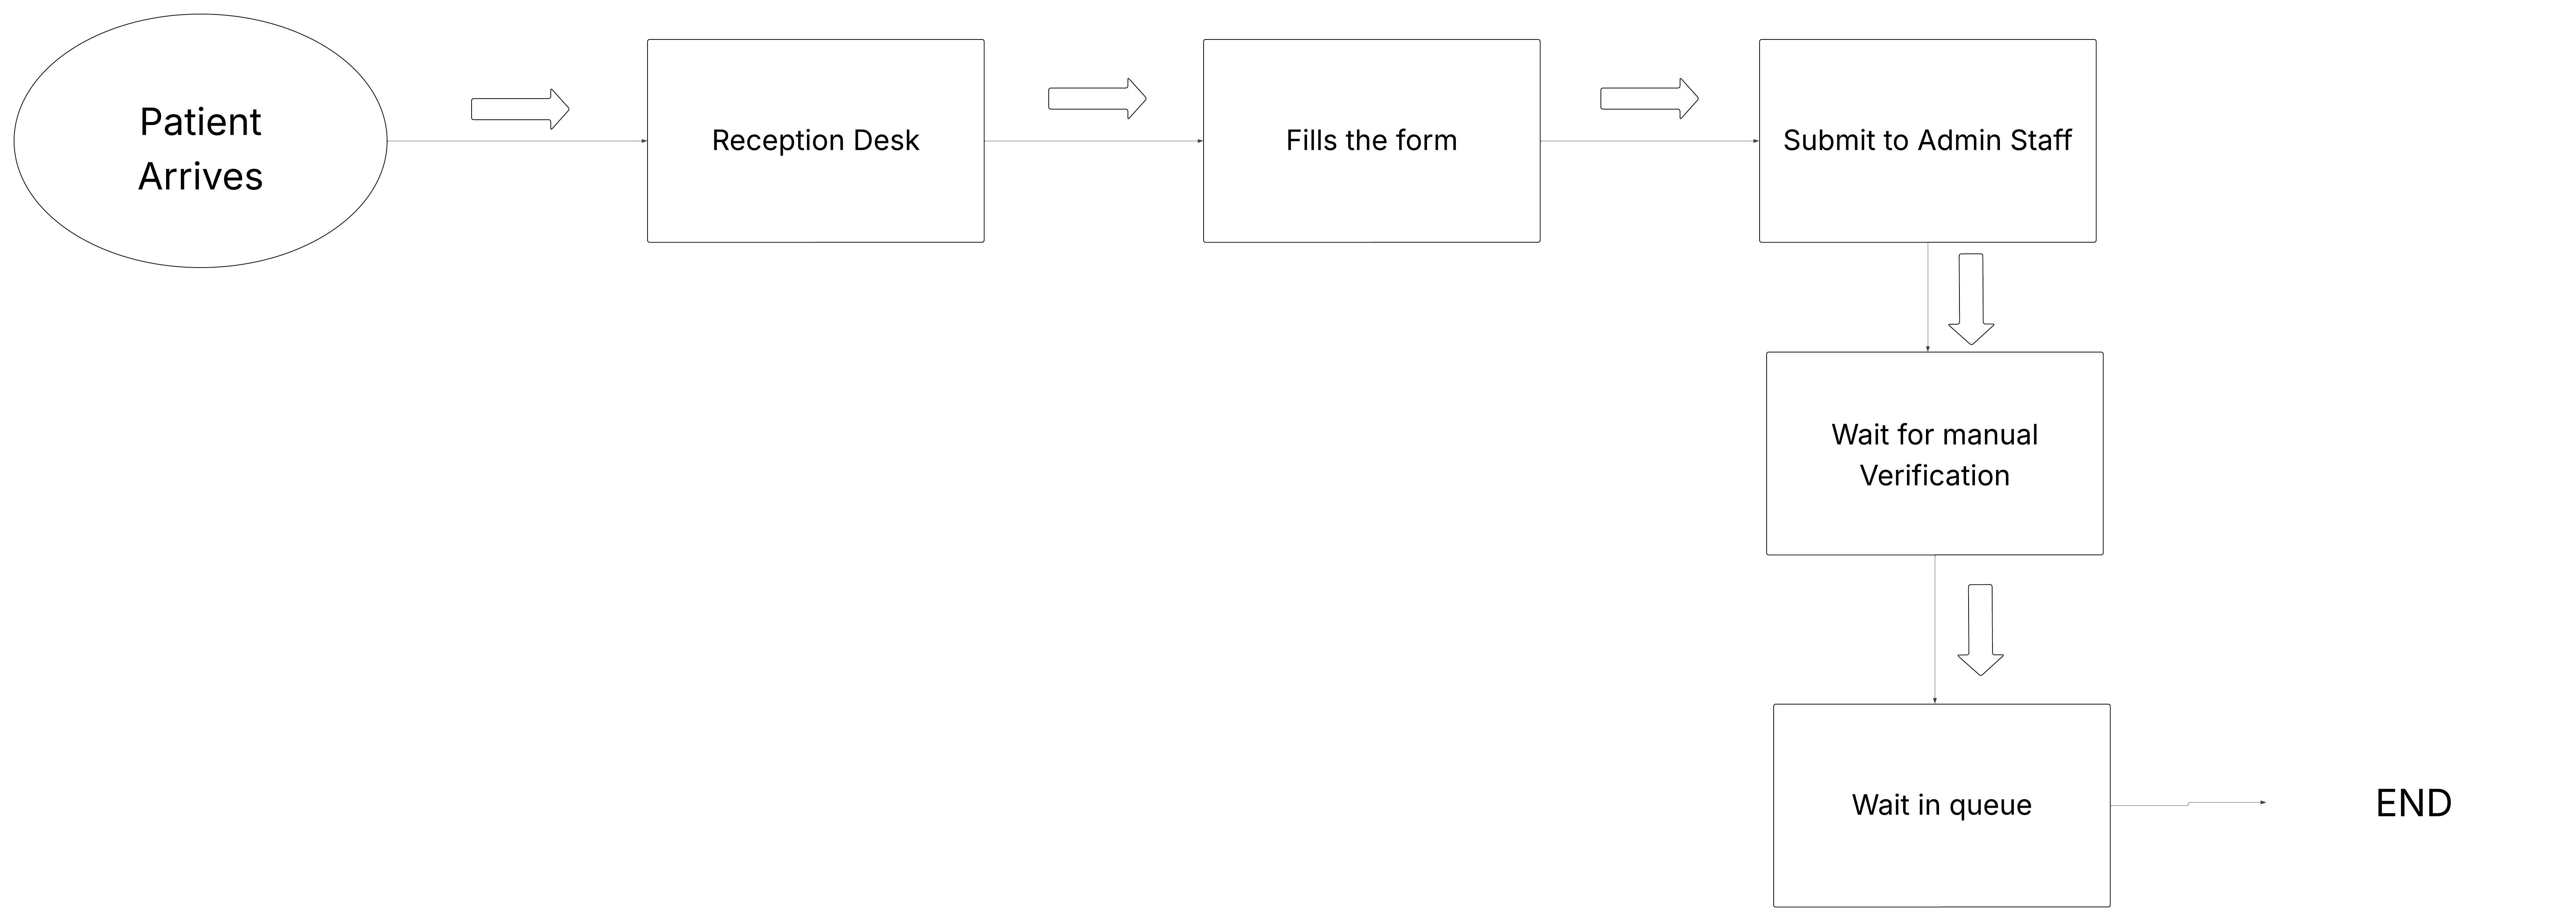 Patient
Arrives
Reception Desk
Fills the form
Submit to Admin Staff
Wait for manual
Verification
Wait in queue
END